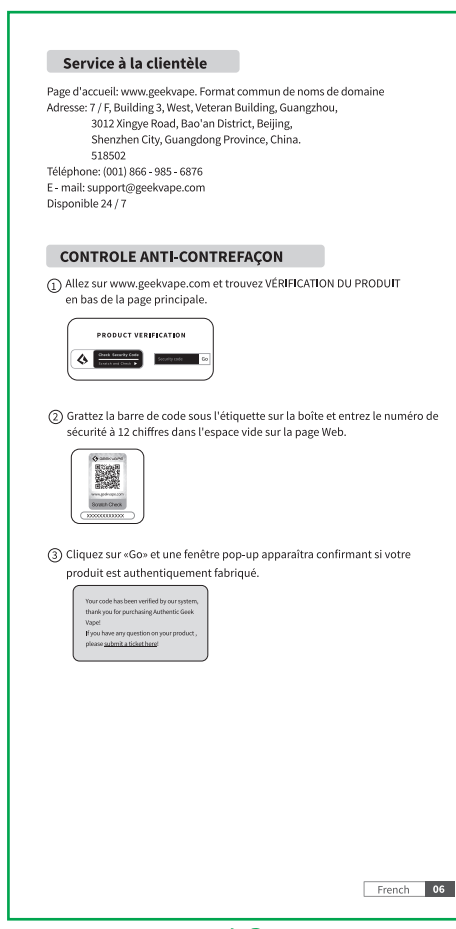 Service à la clientèle
Page d'accueil: www.geekvape. Format commun de noms de domaine
Adresse: 7 / F, Building 3, West, Veteran Building, Guangzhou,
3012 Xingye Road, Bao'an District, Beijing,
Shenzhen City, Guangdong Province, China.
518502
Téléphone: (001) 866 - 985 - 6876
E - mail: support@geekvape.com
Disponible 24 / 7
CONTROLE ANTI-CONTREFAÇON
1 Allez sur www.geekvape.com et trouvez VÉRIFICATION DU PRODUIT
en bas de la page principale.
PRODUCT VERIFICATION
Check Security Code
Scratch and Check
Security code Go
2 Grattez la barre de code sous l'étiquette sur la boîte et entrez le numéro de
sécurité à 12 chiffres dans l'espace vide sur la page Web.
GEEKVAPE
www.geekvape.com
Scratch Check
XXXXXXXXXXXX
3 Cliquez sur «Go» et une fenêtre pop-up apparaîtra confirmant si votre
produit est authentiquement fabriqué.
Your code has been verified by our system,
thank you for purchasing Authentic Geek
Vape!
If you have any question on your product ,
please submit a ticket here!
French 06